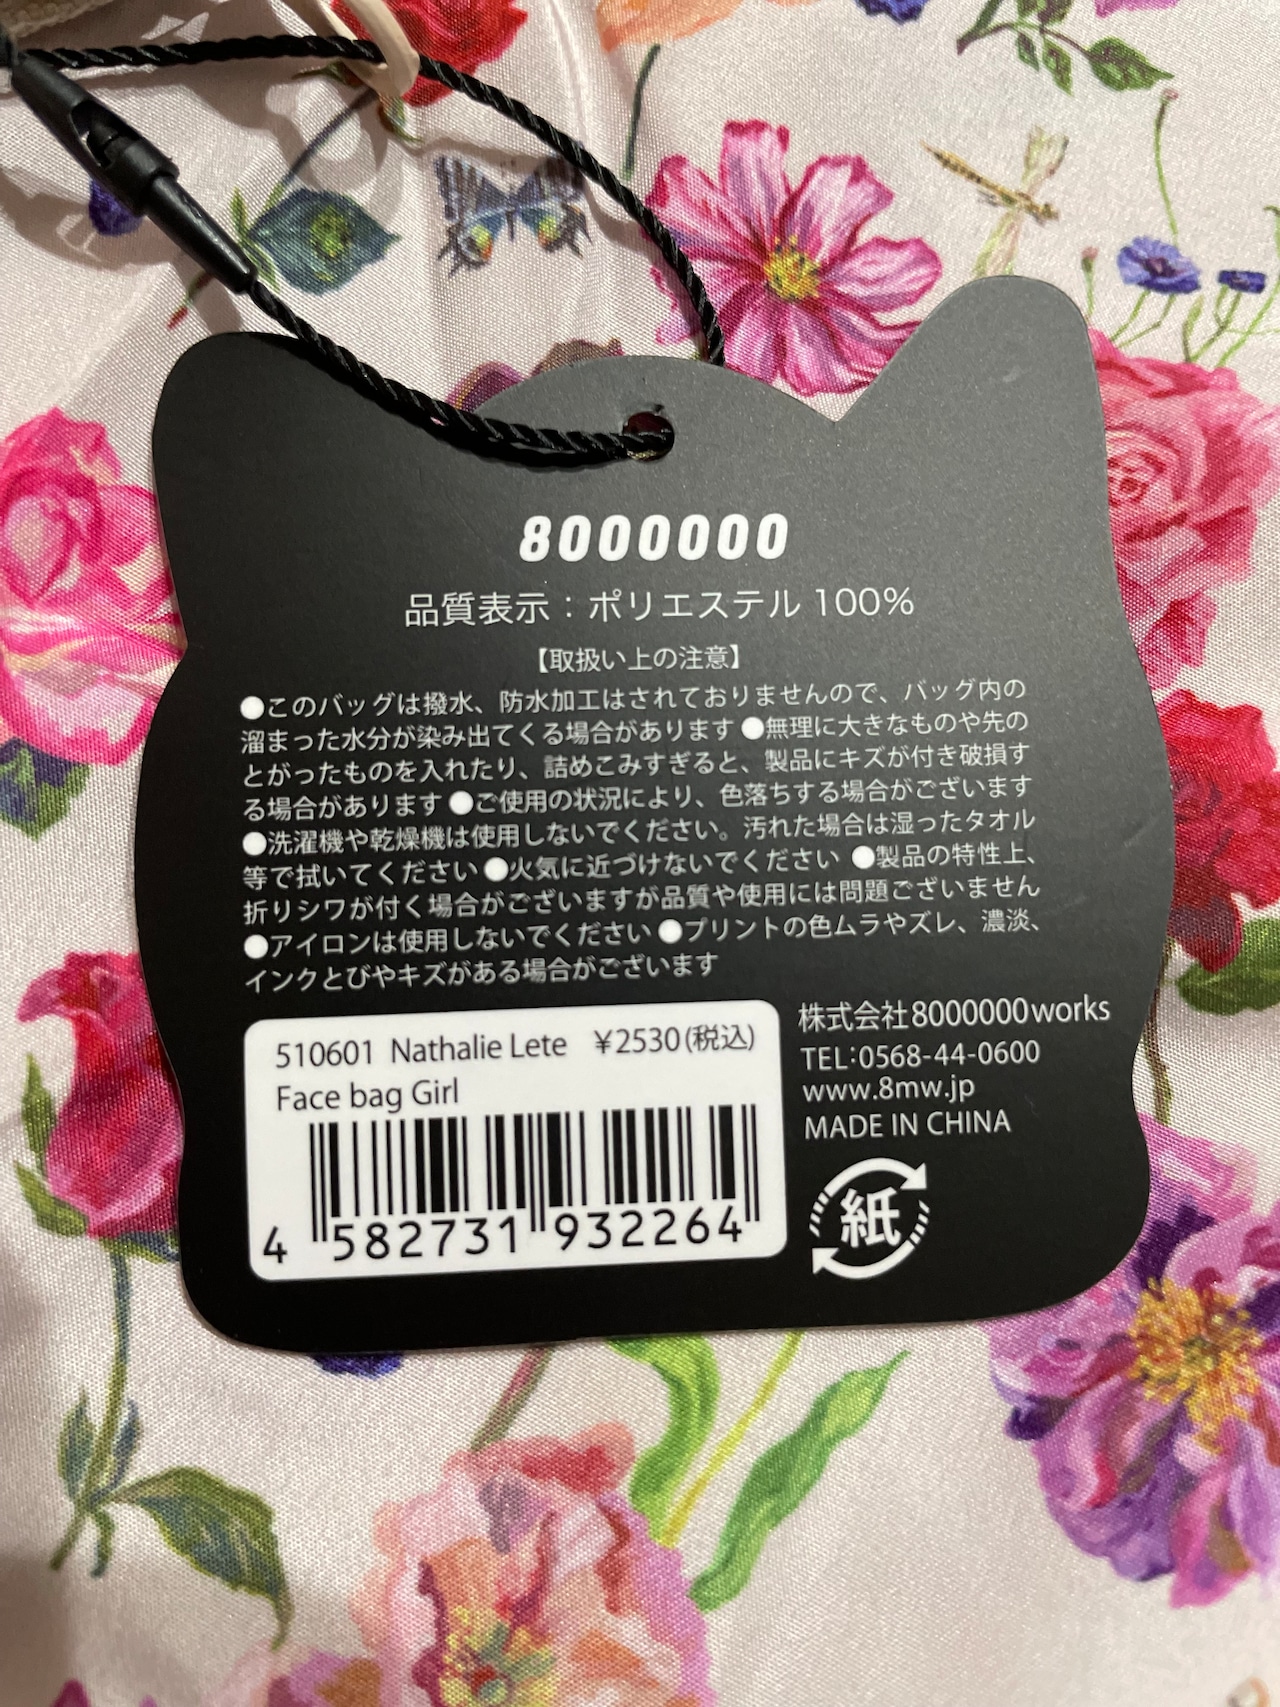 8000000
品質表示：ポリエステル 100%
【取扱い上の注意】
●このバッグは撥水、防水加工はされておりませんので、バッグ内の
溜まった水分が染み出てくる場合があります ●無理に大きなものや先の
とがったものを入れたり、詰めこみすぎると、製品にキズが付き破損す
る場合があります ●ご使用の状況により、色落ちする場合がございます
●洗濯機や乾燥機は使用しないでください。汚れた場合は湿ったタオル
等で拭いてください ●火気に近づけないでください ●製品の特性上、
折りシワが付く場合がございますが品質や使用には問題ございません
●アイロンは使用しないでください ●プリントの色ムラやズレ、濃淡、
インクとびやキズがある場合がございます
510601 Nathalie Lete ¥2530(税込)
Face bag Girl
4 582731 932264
株式会社8000000works
TEL:0568-44-0600
www.8mw.jp
MADE IN CHINA
紙